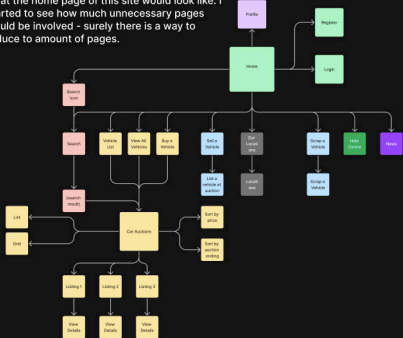 at the home page of this site would look like. I
rted to see how much unnecessary pages
uld be involved - surely there is a way to
duce to amount of pages.
Profile
Register
Home
Login
Search
Icon
Search
Vehicle
List
View All
Vehicles
Buy a
Vehicle
Sell a
Vehicle
Our
Locati
ons
Scrap a
Vehicle
Help
Centre
News
List a
vehicle at
auction
Locati
ons
Scrap a
Vehicle
(search
result)
List
Grid
Car Auctions
Sort by
price
Sort by
auction
ending
Listing 1
Listing 2
Listing 3
View
Details
View
Details
View
Details